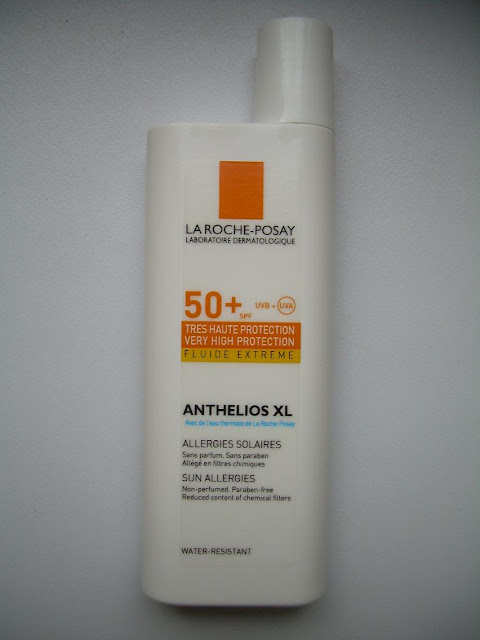 LA ROCHE-POSAY
LABORATOIRE DERMATOLOGIQUE
50+ SPF UVB + UVA
TRES HAUTE PROTECTION
VERY HIGH PROTECTION
FLUIDE EXTREME
ANTHELIOS XL
Avec de l'eau thermale de La Roche-Posay
ALLERGIES SOLAIRES
Sans parfum. Sans paraben
Allégé en filtres chimiques
SUN ALLERGIES
Non-perfumed. Paraben-free
Reduced content of chemical filters
WATER-RESISTANT